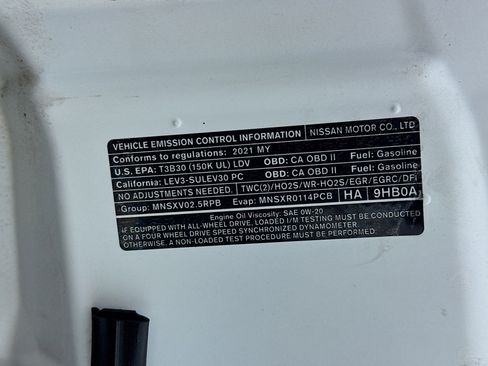 VEHICLE EMISSION CONTROL INFORMATION NISSAN MOTOR CO., LTD.
Conforms to regulations: 2021 MY
U.S. EPA: T3B30 (150K UL) LDV OBD: CA OBD II Fuel: Gasoline
California: LEV3-SULEV30 PC OBD: CA OBD II Fuel: Gasoline
NO ADJUSTMENTS NEEDED. TWC(2)/HO2S/WR-HO2S/EGR/EGRC/DFI
Group: MNSXV02.5RPB Evap: MNSXR0114PCB HA 9HB0A
Engine Oil Viscosity: SAE 0W-20
IF EQUIPPED WITH ALL-WHEEL DRIVE, LOADED I/M TESTING MUST BE CONDUCTED
ON A FOUR WHEEL DRIVE SPEED SYNCHRONIZED DYNAMOMETER.
OTHERWISE, A NON-LOADED TEST PROCEDURE MUST BE USED.